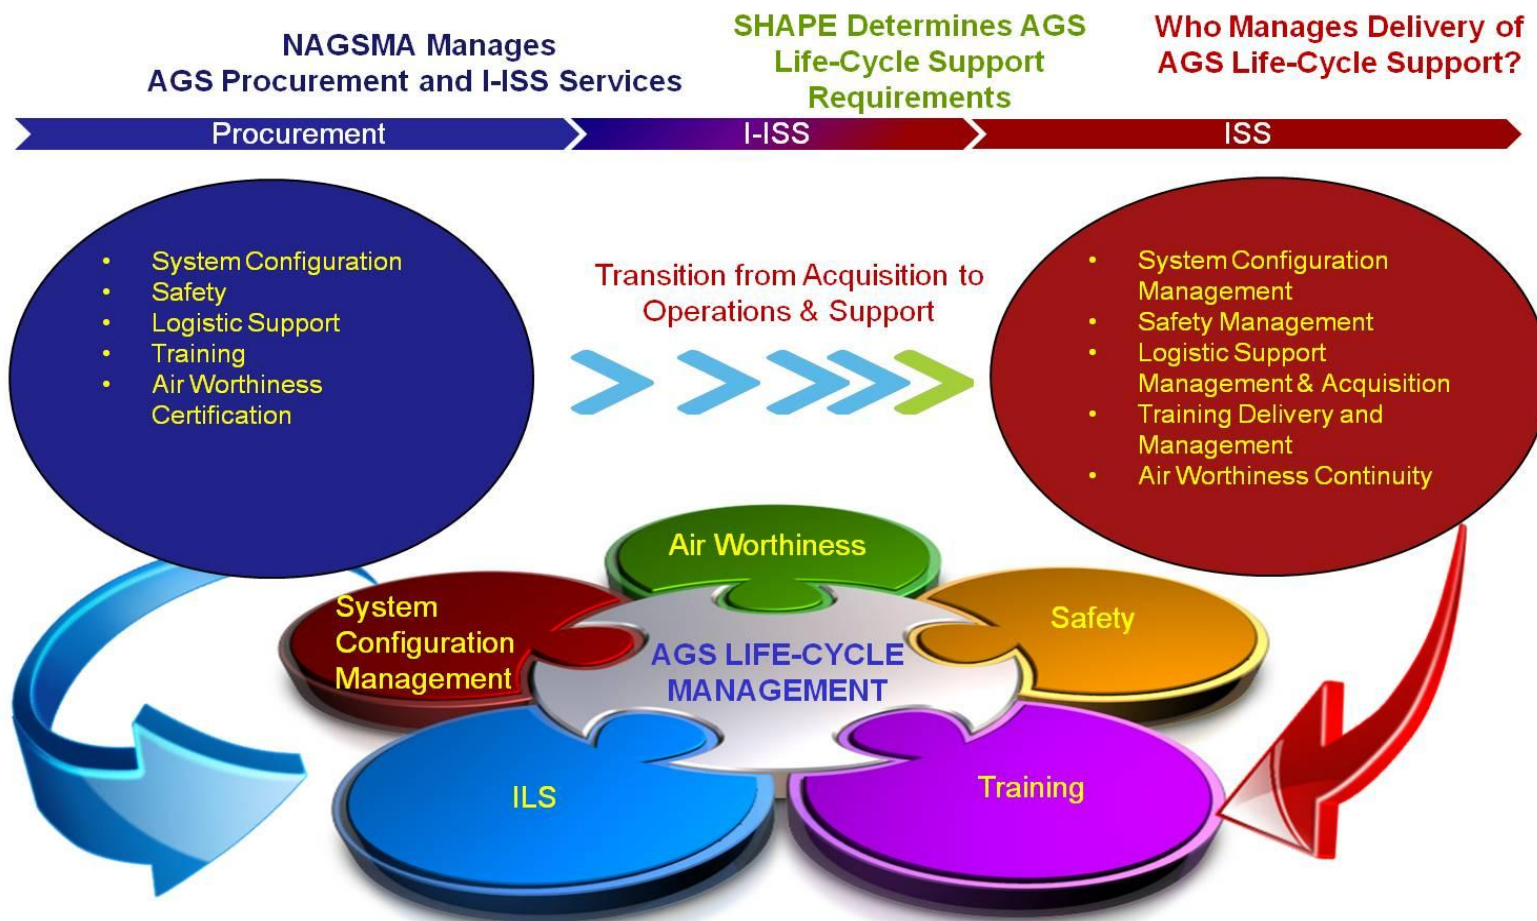 NAGSMA Manages
AGS Procurement and I-ISS Services
SHAPE Determines AGS
Life-Cycle Support
Requirements
Who Manages Delivery of
AGS Life-Cycle Support?
Procurement
I-ISS
ISS
• System Configuration
• Safety
• Logistic Support
• Training
• Air Worthiness
Certification
Transition from Acquisition to
Operations & Support
• System Configuration
Management
• Safety Management
• Logistic Support
Management & Acquisition
• Training Delivery and
Management
• Air Worthiness Continuity
Air Worthiness
System
Configuration
Management
Safety
AGS LIFE-CYCLE
MANAGEMENT
ILS
Training